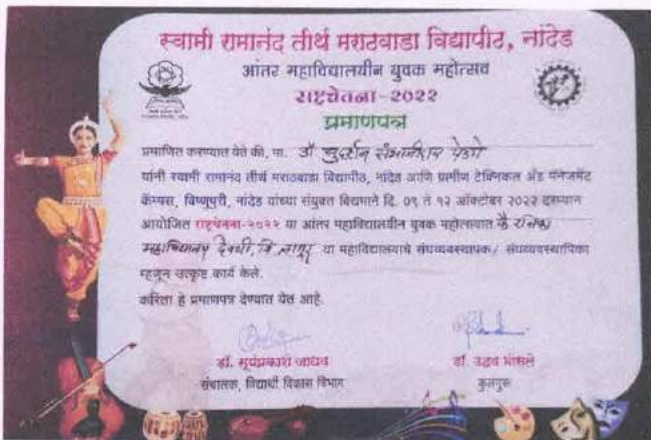 स्वामी रामानंद तीर्थ मराठवाडा विद्यापीठ, नांदेड
आंतर महाविद्यालयीन युवक महोत्सव
राष्ट्रचेतना-२०२२
प्रमाणपत्र
प्रमाणित करण्यात येते की, प्रा. डॉ
यांनी स्वामी रामानंद तीर्थ मराठवाडा विद्यापीठ, नांदेड आणि ग्रामीण टेक्निकल अँड मॅनेजमेंट
कॅम्पस, विष्णुपुरी, नांदेड यांच्या संयुक्त विद्यमाने दि. ०९ ते १२ ऑक्टोबर २०२२ दरम्यान
आयोजित राष्ट्रचेतना-२०२२ या आंतर महाविद्यालयीन युवक महोत्सवात
महाविद्यालय देवणी, जि. लातूर या महाविद्यालयाचे संघव्यवस्थापक/ संघव्यवस्थापिका
म्हणून उत्कृष्ट कार्य केले.
करिता हे प्रमाणपत्र देण्यात येत आहे.
डॉ. सूर्यप्रकाश जाधव
संचालक, विद्यार्थी विकास विभाग
डॉ. उद्धव भोसले
कुलगुरू